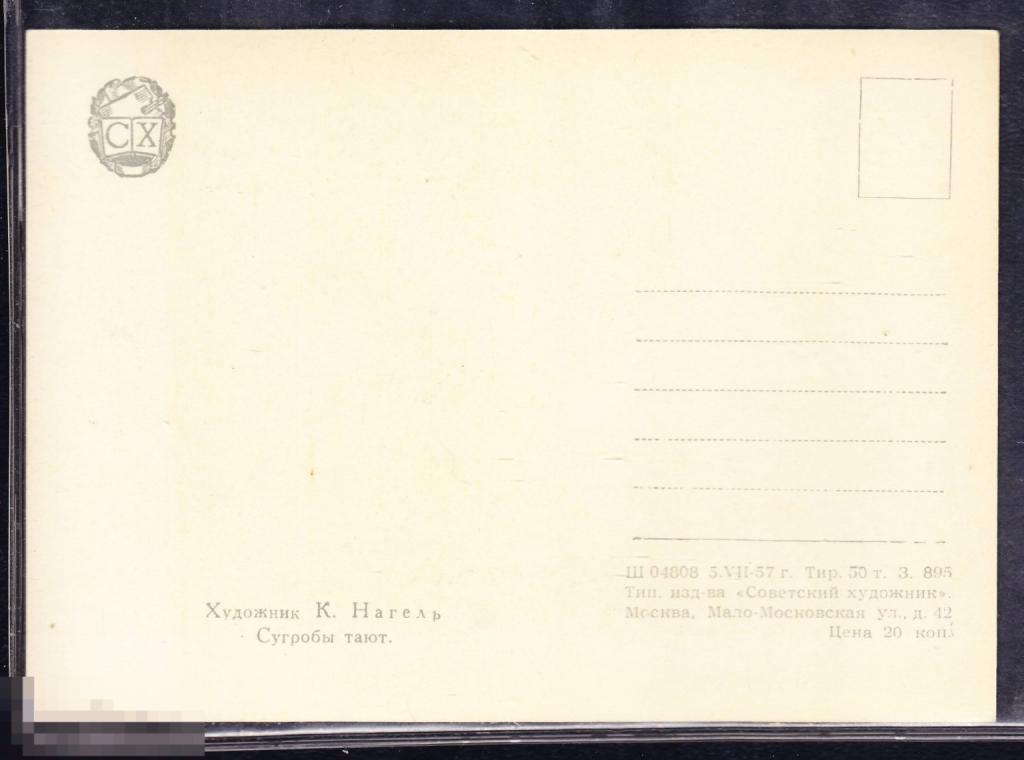 СХ
Художник К. Нагель
Сугробы тают.
Ш 04808 5.VII-57 г. Тир. 50 т. З. 895
Тип. изд-ва «Советский художник».
Москва, Мало-Московская ул., д. 42
Цена 20 коп.